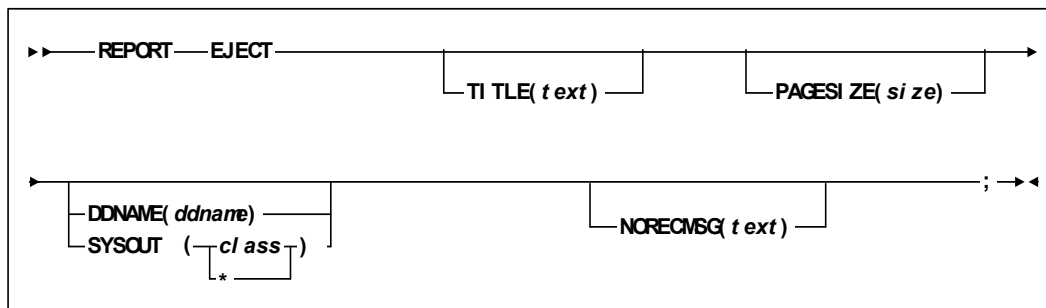 REPORT EJECT
TITLE(text) PAGESIZE(size)
;
DDNAME(ddname)
SYSOUT (class)
*
NORECMSG(text)